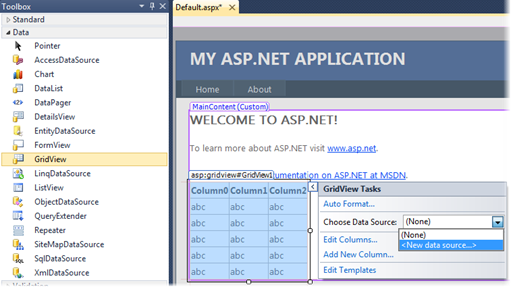 Toolbox
Standard
Data
Pointer
AccessDataSource
Chart
DataList
DataPager
DetailsView
EntityDataSource
FormView
GridView
LinqDataSource
ListView
ObjectDataSource
QueryExtender
Repeater
SiteMapDataSource
SqlDataSource
XmlDataSource
Validation
Default.aspx*
MY ASP.NET APPLICATION
Home About
MainContent (Custom)
WELCOME TO ASP.NET!
To learn more about ASP.NET visit www.asp.net.
asp:gridview#GridView1 umentation on ASP.NET at MSDN.
Column0 Column1 Column2
abc abc abc
abc abc abc
abc abc abc
abc abc abc
abc abc abc
GridView Tasks
Auto Format...
Choose Data Source: (None)
(None)
<New data source...>
Edit Columns...
Add New Column...
Edit Templates